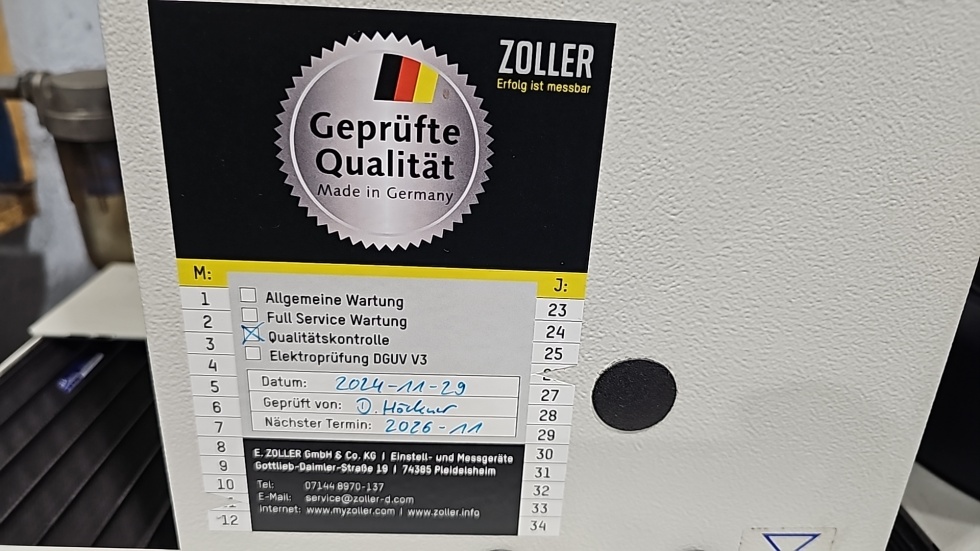 ZOLLER
Erfolg ist messbar
Geprüfte
Qualität
Made in Germany
M:
J:
1
2
3
4
5
6
7
8
9
10
12
Allgemeine Wartung
Full Service Wartung
Qualitätskontrolle
Elektroprüfung DGUV V3
Datum: 2024-11-29
Geprüft von: D. Höckner
Nächster Termin: 2026-11
E. ZOLLER GmbH & Co. KG | Einstell- und Messgeräte
Gottlieb-Daimler-Straße 19 | 74385 Pleidelsheim
Tel: 07144 8970-137
E-Mail: service@zoller-d.com
Internet: www.myzoller.com | www.zoller.info
23
24
25
27
28
29
30
31
32
33
34